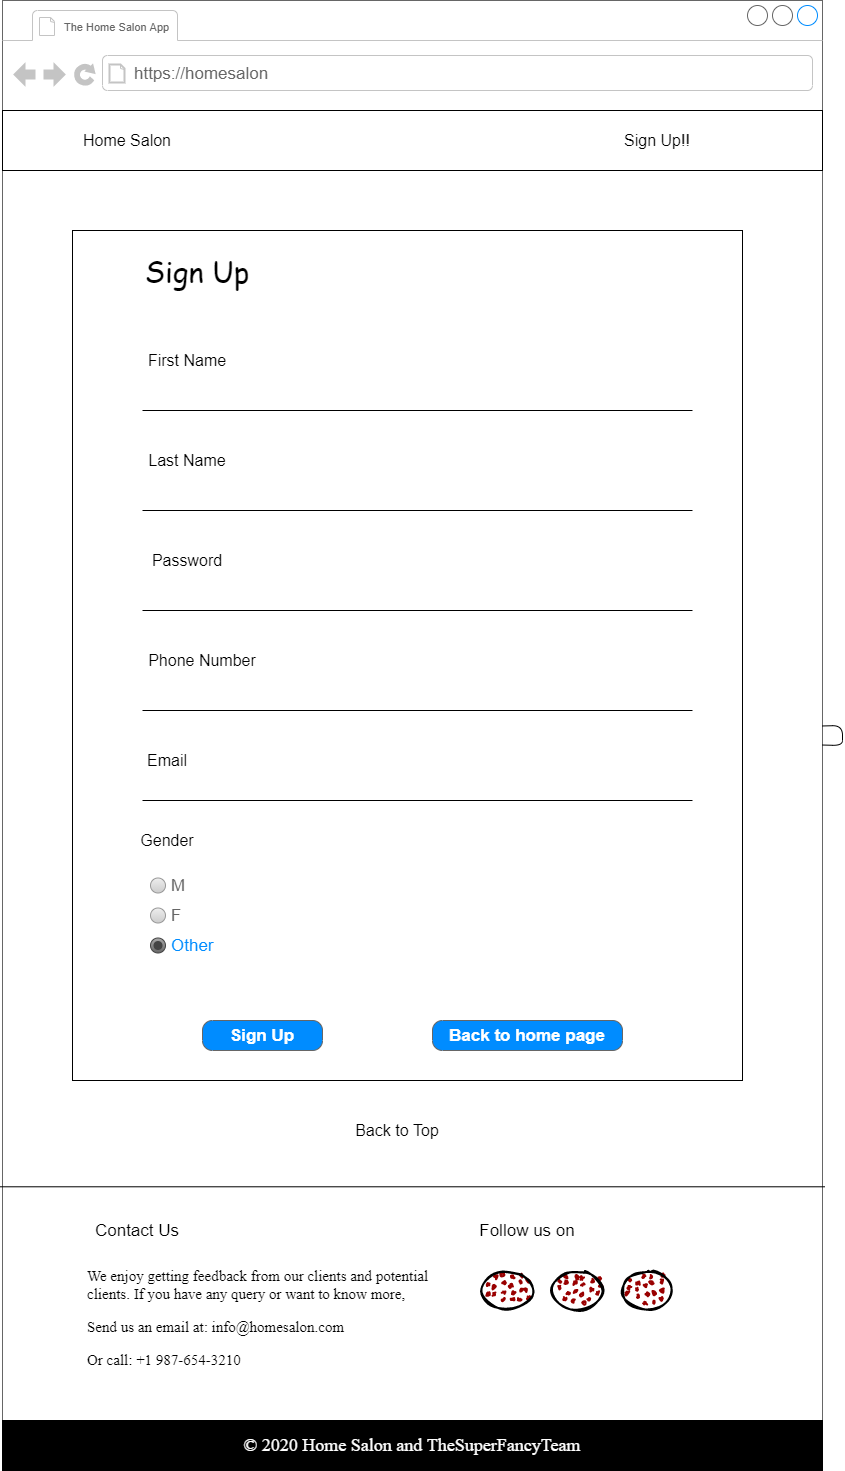 The Home Salon App
https://homesalon
Home Salon
Sign Up!!
Sign Up
First Name
Last Name
Password
Phone Number
Email
Gender
M
F
Other
Sign Up
Back to home page
Back to Top
Contact Us
We enjoy getting feedback from our clients and potential
clients. If you have any query or want to know more,
Send us an email at: info@homesalon.com
Or call: +1 987-654-3210
Follow us on
© 2020 Home Salon and TheSuperFancyTeam